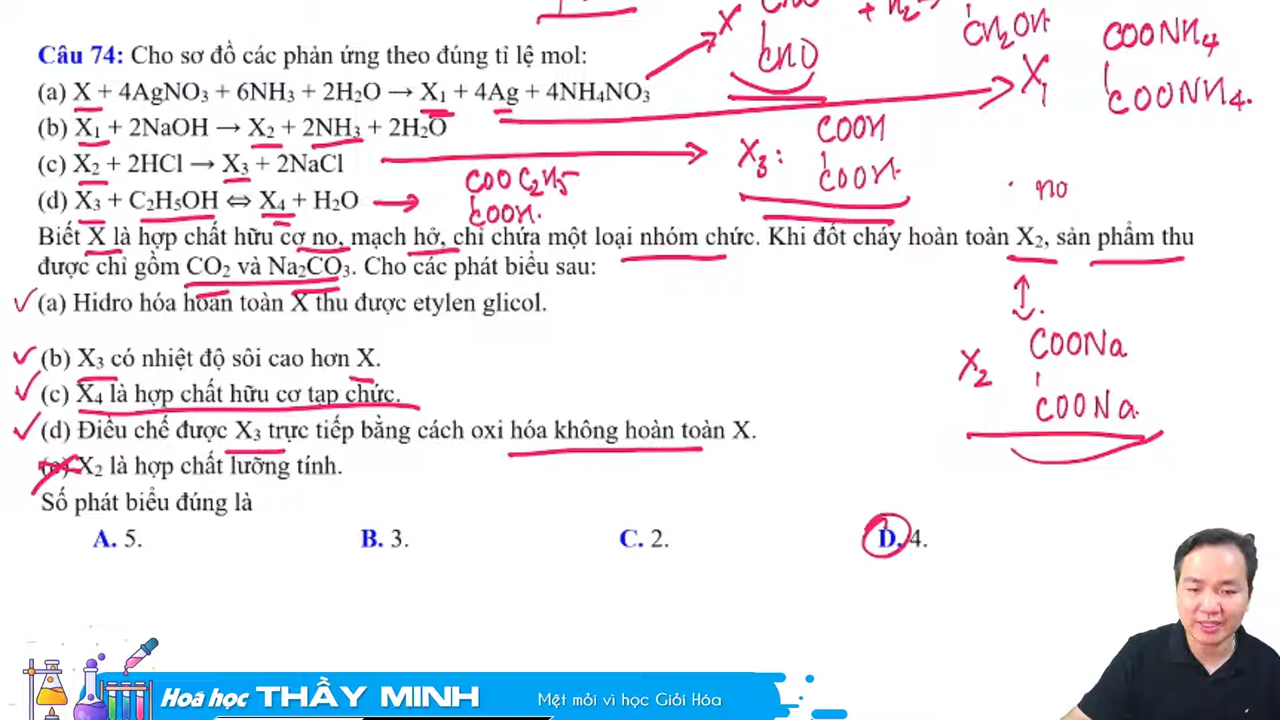 CHO
X CHO + H2
CH2OH
COONH4
X1 COONH4.
Câu 74: Cho sơ đồ các phản ứng theo đúng tỉ lệ mol:
(a) X + 4AgNO3 + 6NH3 + 2H2O → X1 + 4Ag + 4NH4NO3
(b) X1 + 2NaOH → X2 + 2NH3 + 2H2O
(c) X2 + 2HCl → X3 + 2NaCl
X3: COOH
COOH.
(d) X3 + C2H5OH ⇔ X4 + H2O
COOC2H5
COOH.
no
Biết X là hợp chất hữu cơ no, mạch hở, chỉ chứa một loại nhóm chức. Khi đốt cháy hoàn toàn X2, sản phẩm thu
được chỉ gồm CO2 và Na2CO3. Cho các phát biểu sau:
(a) Hidro hóa hoàn toàn X thu được etylen glicol.
(b) X3 có nhiệt độ sôi cao hơn X.
(c) X4 là hợp chất hữu cơ tạp chức.
(d) Điều chế được X3 trực tiếp bằng cách oxi hóa không hoàn toàn X.
(e) X2 là hợp chất lưỡng tính.
X2 COONa
COONa.
Số phát biểu đúng là
A. 5. B. 3. C. 2. D. 4.
Hoá học THẦY MINH Mệt mỏi vì học Giỏi Hóa